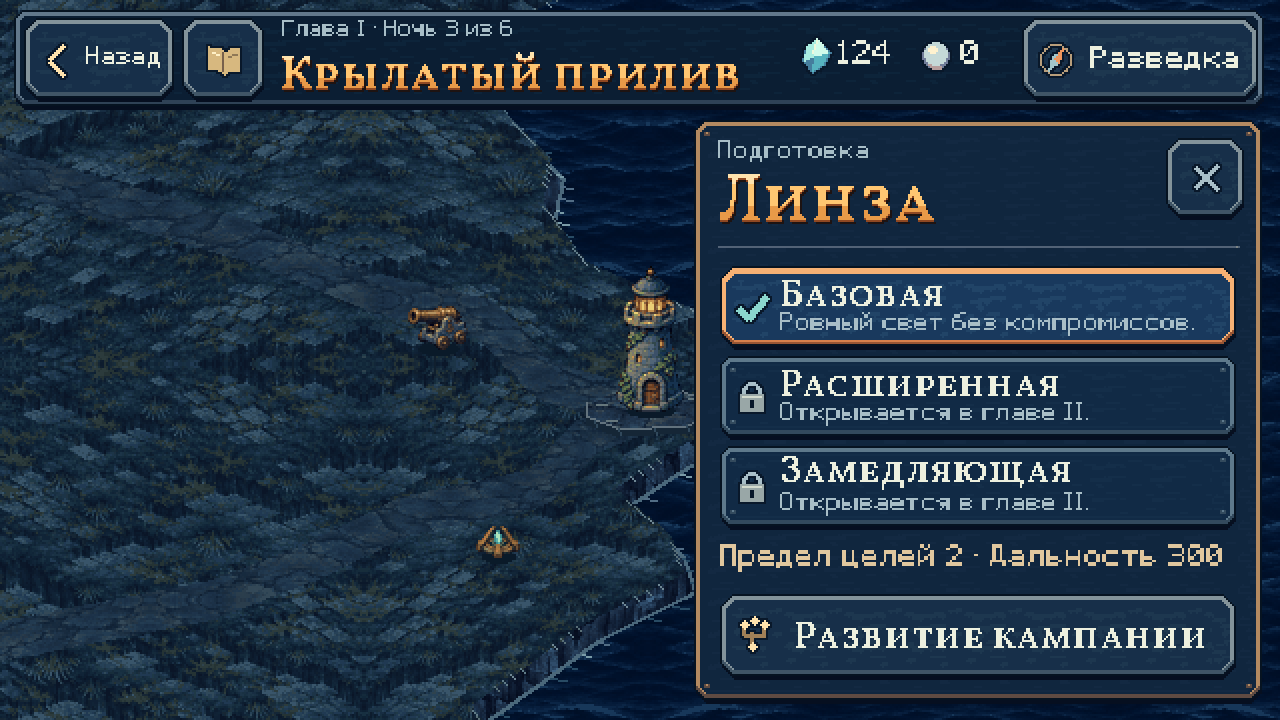 Назад
Глава I · Ночь 3 из 6
Крылатый прилив
124
0
Разведка
Подготовка
Линза
Базовая
Ровный свет без компромиссов.
Расширенная
Открывается в главе II.
Замедляющая
Открывается в главе II.
Предел целей 2 · Дальность 300
Развитие кампании